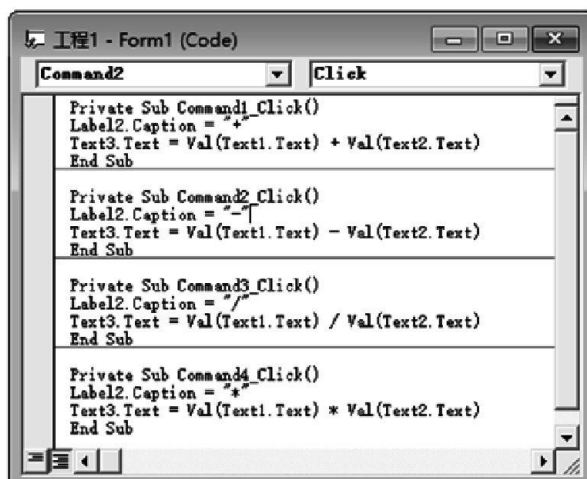 工程1 - Form1 (Code)
Command2 Click
Private Sub Command1_Click()
Label2.Caption = "+"
Text3.Text = Val(Text1.Text) + Val(Text2.Text)
End Sub
Private Sub Command2_Click()
Label2.Caption = "-"
Text3.Text = Val(Text1.Text) - Val(Text2.Text)
End Sub
Private Sub Command3_Click()
Label2.Caption = "/"
Text3.Text = Val(Text1.Text) / Val(Text2.Text)
End Sub
Private Sub Command4_Click()
Label2.Caption = "*"
Text3.Text = Val(Text1.Text) * Val(Text2.Text)
End Sub